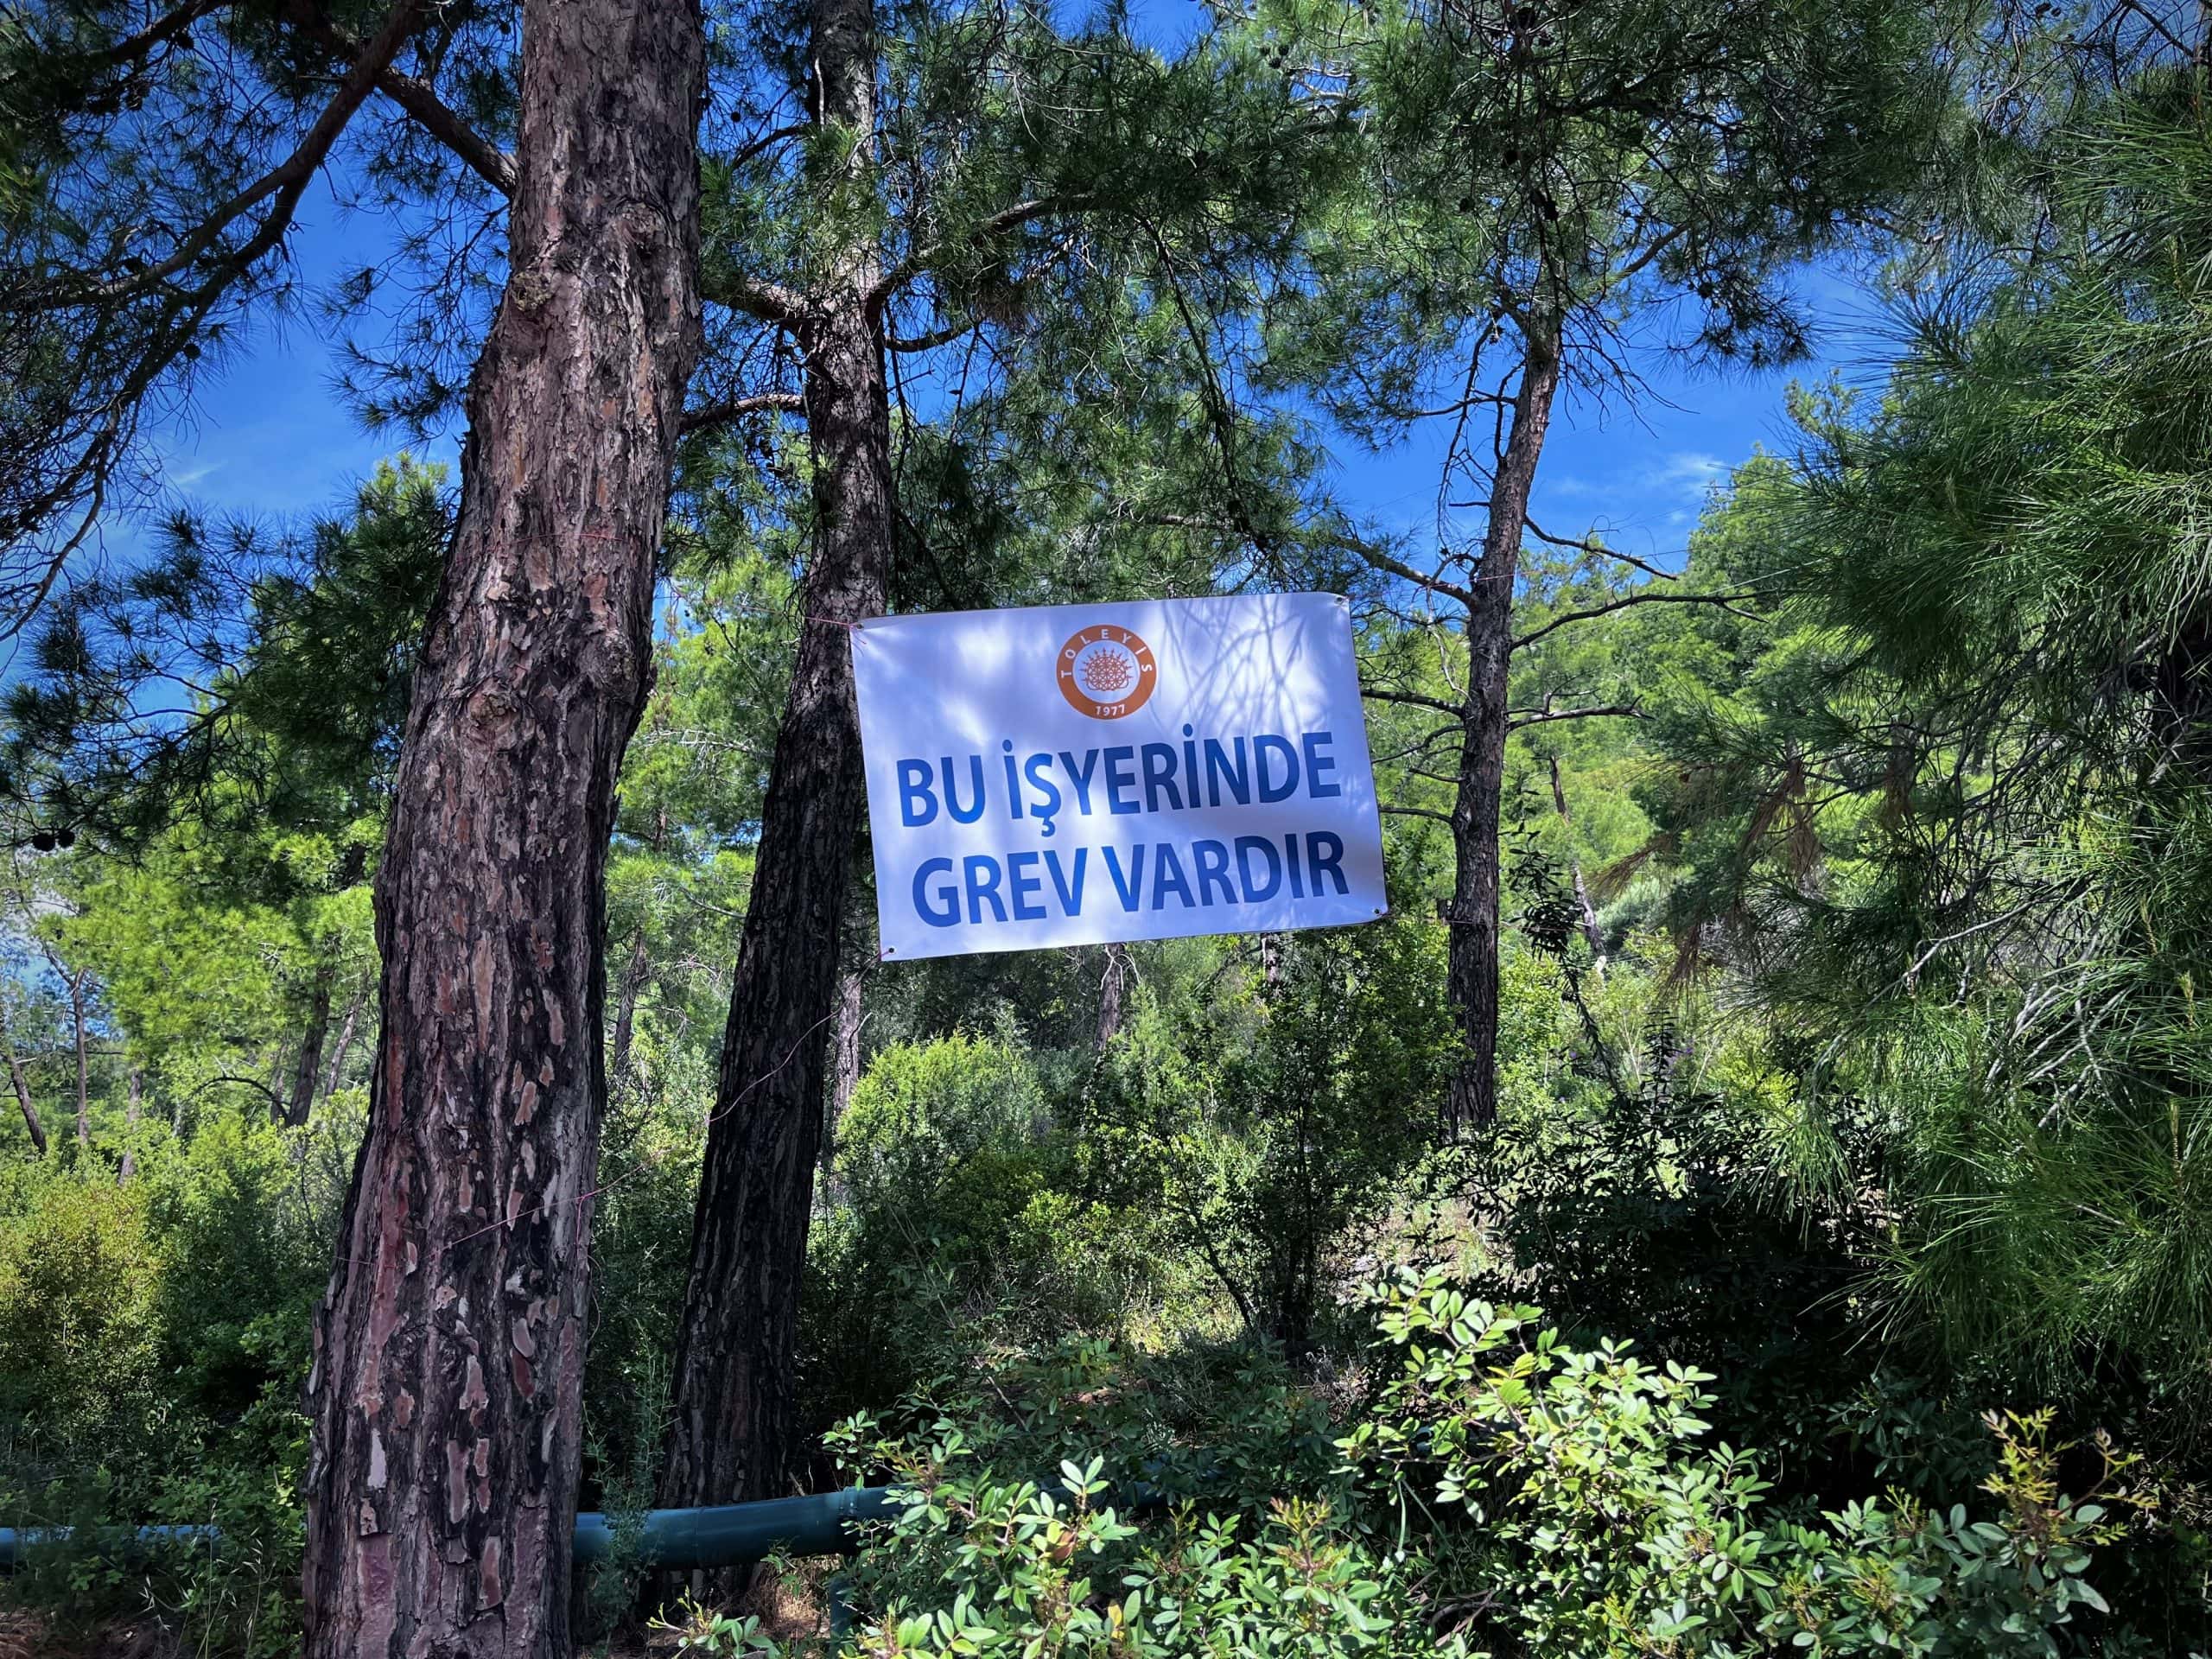 TOLEYİS
1977
BU İŞYERİNDE
GREV VARDIR